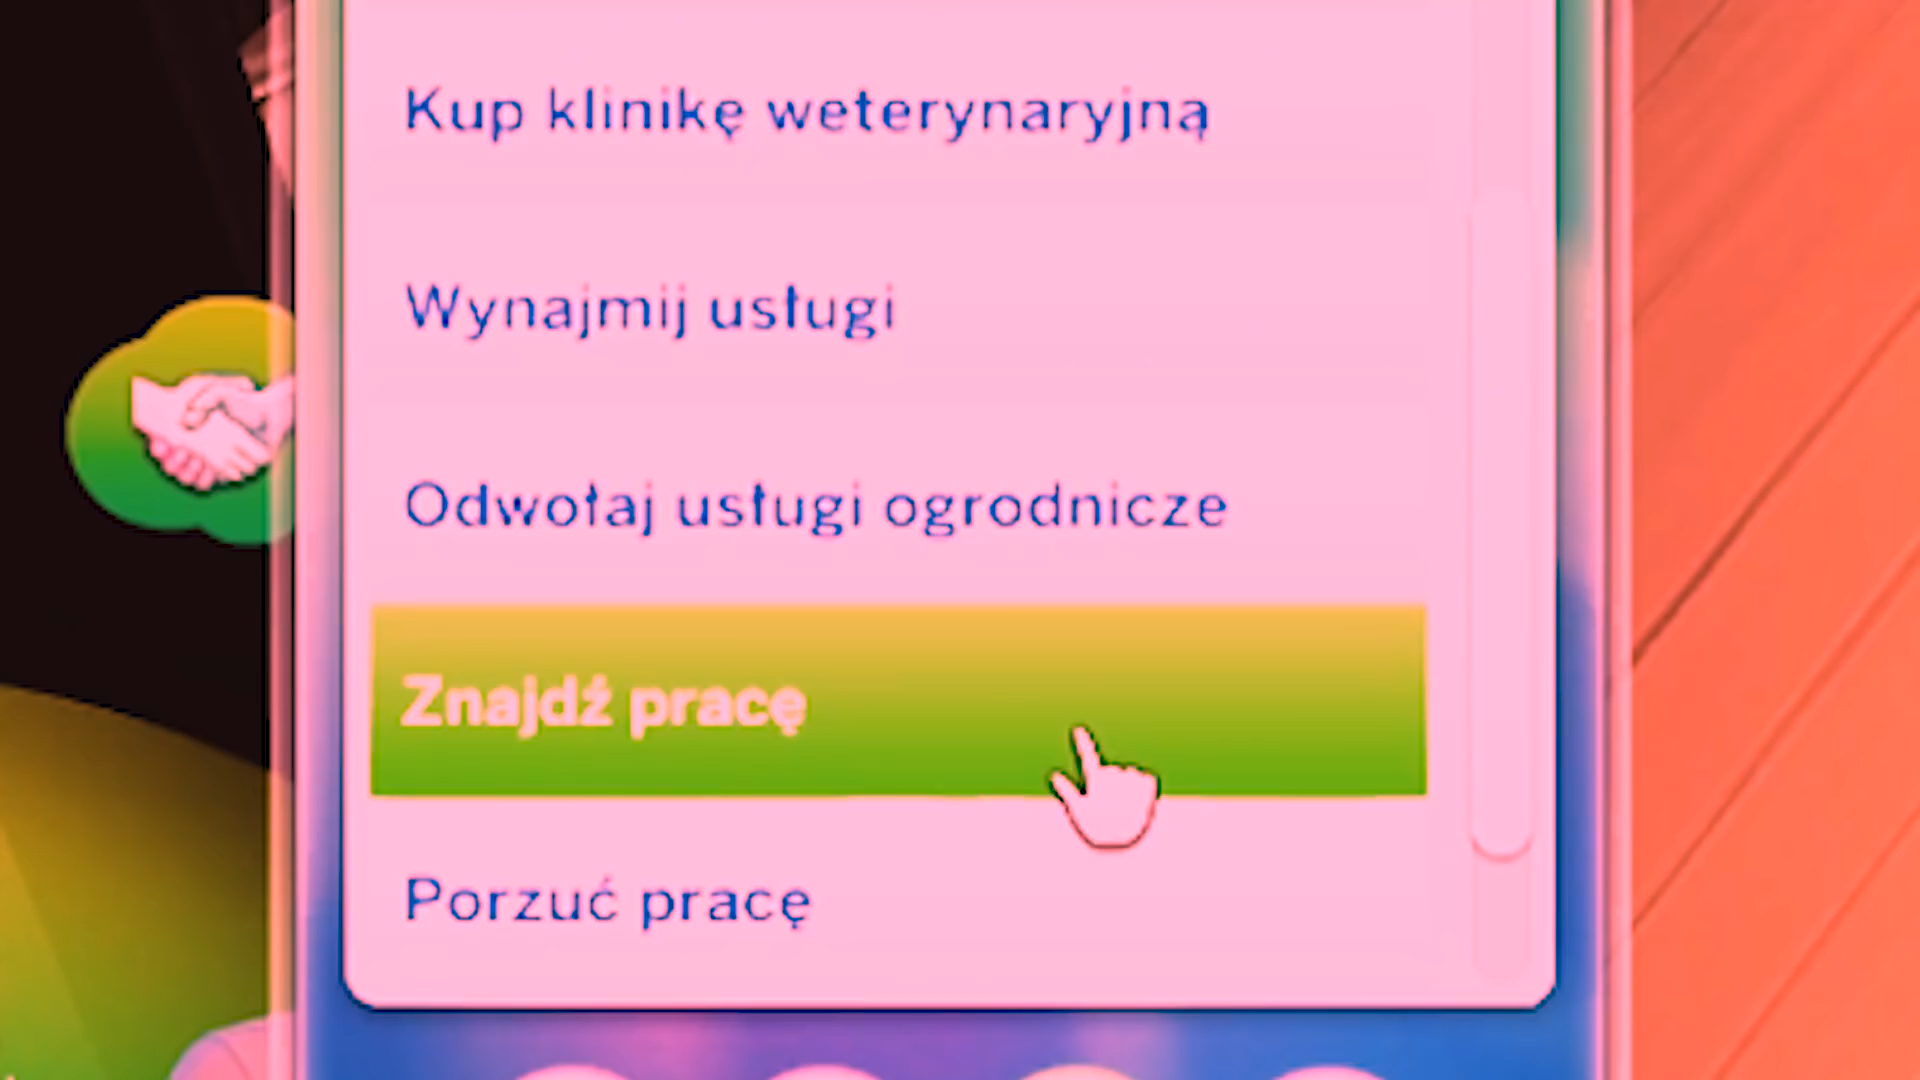 Kup klinikę weterynaryjną
Wynajmij usługi
Odwołaj usługi ogrodnicze
Znajdź pracę
Porzuć pracę